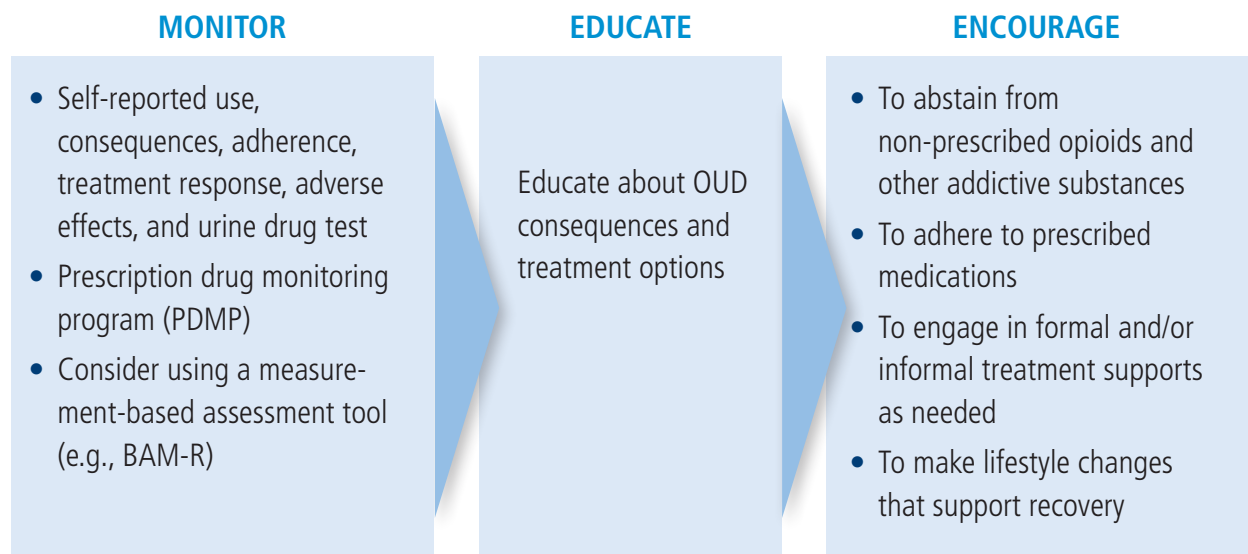 MONITOR
• Self-reported use,
consequences, adherence,
treatment response, adverse
effects, and urine drug test
• Prescription drug monitoring
program (PDMP)
• Consider using a measure-
ment-based assessment tool
(e.g., BAM-R)
EDUCATE
Educate about OUD
consequences and
treatment options
ENCOURAGE
• To abstain from
non-prescribed opioids and
other addictive substances
• To adhere to prescribed
medications
• To engage in formal and/or
informal treatment supports
as needed
• To make lifestyle changes
that support recovery